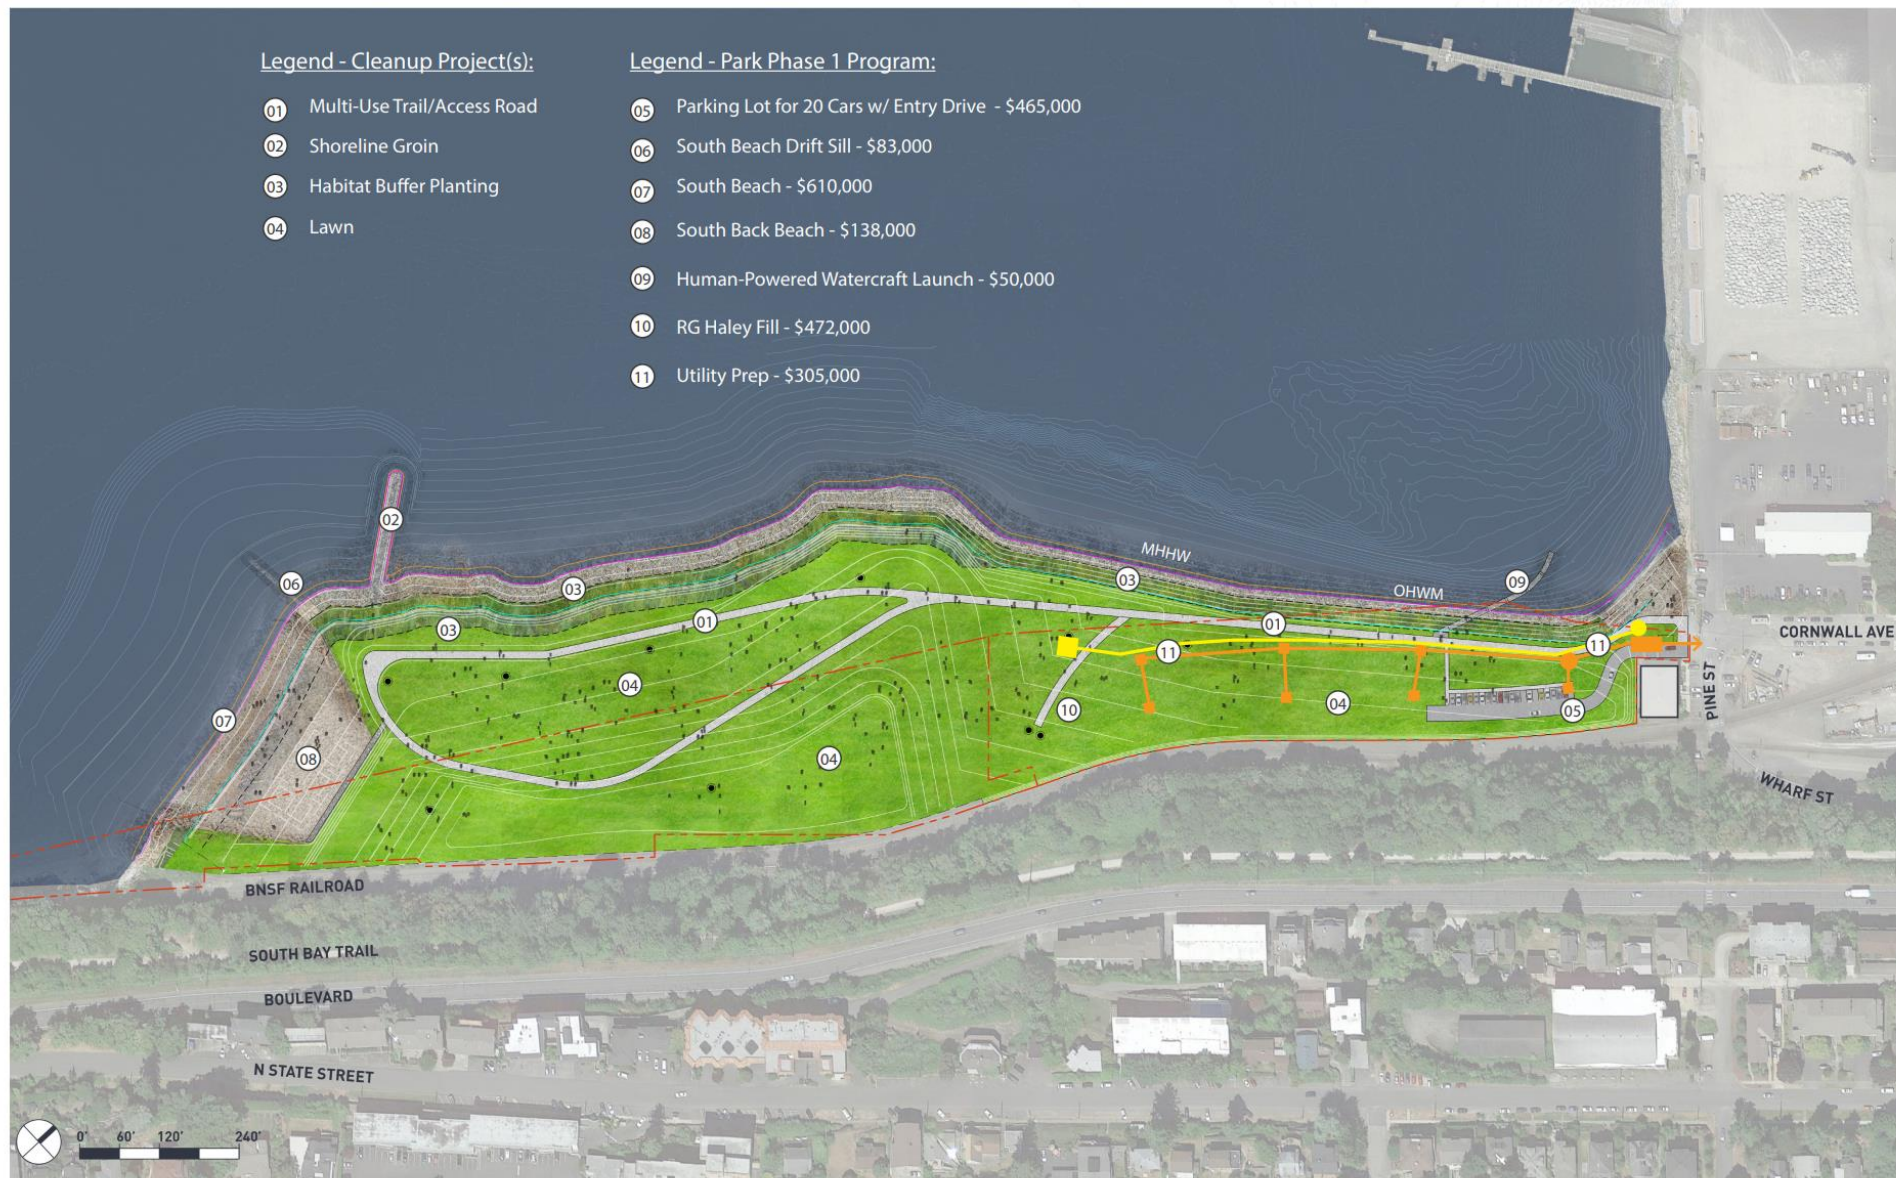 Legend - Cleanup Project(s):
01 Multi-Use Trail/Access Road
02 Shoreline Groin
03 Habitat Buffer Planting
04 Lawn
Legend - Park Phase 1 Program:
05 Parking Lot for 20 Cars w/ Entry Drive - $465,000
06 South Beach Drift Sill - $83,000
07 South Beach - $610,000
08 South Back Beach - $138,000
09 Human-Powered Watercraft Launch - $50,000
10 RG Haley Fill - $472,000
11 Utility Prep - $305,000
02
06
03
MHHW
03
09
OHWM
03
01
01
11
11
CORNWALL AVE
PINE ST
04
10
04
05
07
08
04
WHARF ST
BNSF RAILROAD
SOUTH BAY TRAIL
BOULEVARD
N STATE STREET
0' 60' 120' 240'